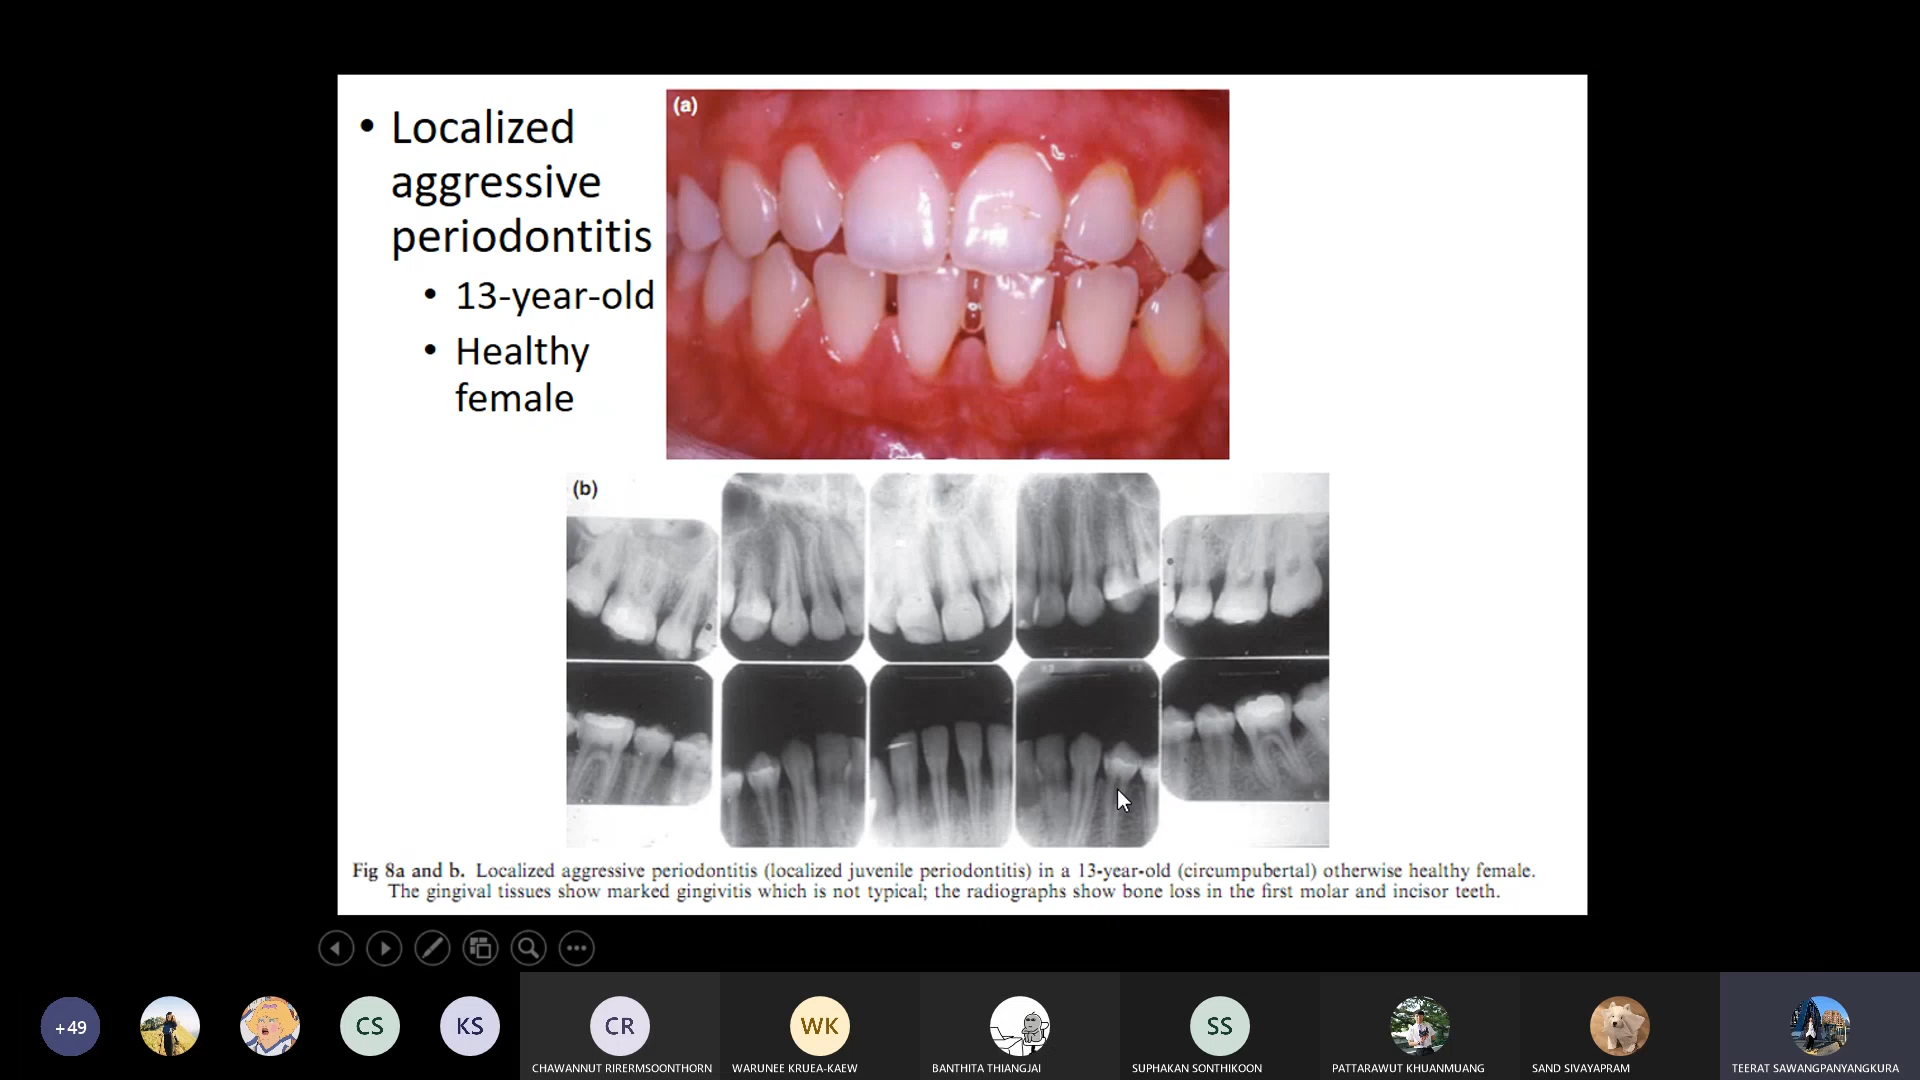 • Localized
aggressive
periodontitis
• 13-year-old
• Healthy
female
(a)
(b)
Fig 8a and b. Localized aggressive periodontitis (localized juvenile periodontitis) in a 13-year-old (circumpubertal) otherwise healthy female.
The gingival tissues show marked gingivitis which is not typical; the radiographs show bone loss in the first molar and incisor teeth.
+49
CS
KS
CR
WK
SS
CHAWANNUT RIRERMSOONTHORN
WARUNEE KRUEA-KAEW
BANTHITA THIANGJAI
SUPHAKAN SONTHIKOON
PATTARAWUT KHUANMUANG
SAND SIVAYAPRAM
TEERAT SAWANGPANYANGKURA